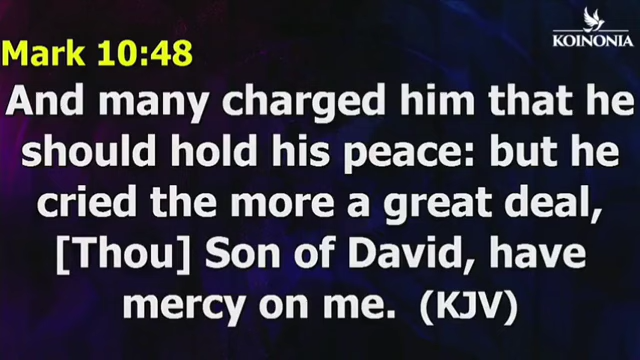 KOINONIA
Mark 10:48
And many charged him that he
should hold his peace: but he
cried the more a great deal,
[Thou] Son of David, have
mercy on me. (KJV)